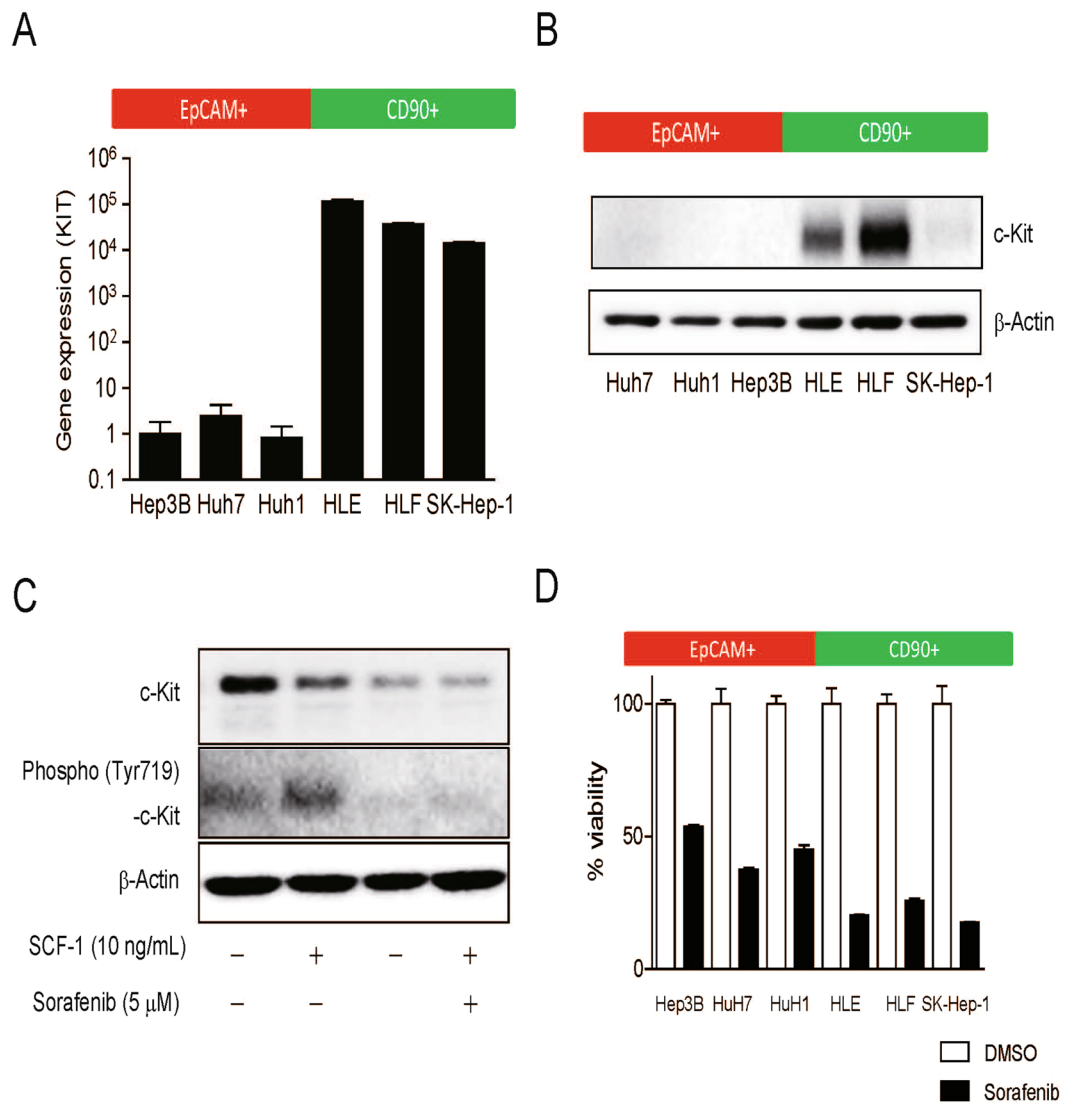 A
EpCAM+ CD90+
Gene expression (KIT)
10⁶
10⁵
10⁴
10³
10²
10
1
0.1
Hep3B Huh7 Huh1 HLE HLF SK-Hep-1
B
EpCAM+ CD90+
c-Kit
β-Actin
Huh7 Huh1 Hep3B HLE HLF SK-Hep-1
C
c-Kit
Phospho (Tyr719)
-c-Kit
β-Actin
SCF-1 (10 ng/mL) – + – +
Sorafenib (5 μM) – – +
D
EpCAM+ CD90+
% viability
100
50
0
Hep3B HuH7 HuH1 HLE HLF SK-Hep-1
DMSO
Sorafenib